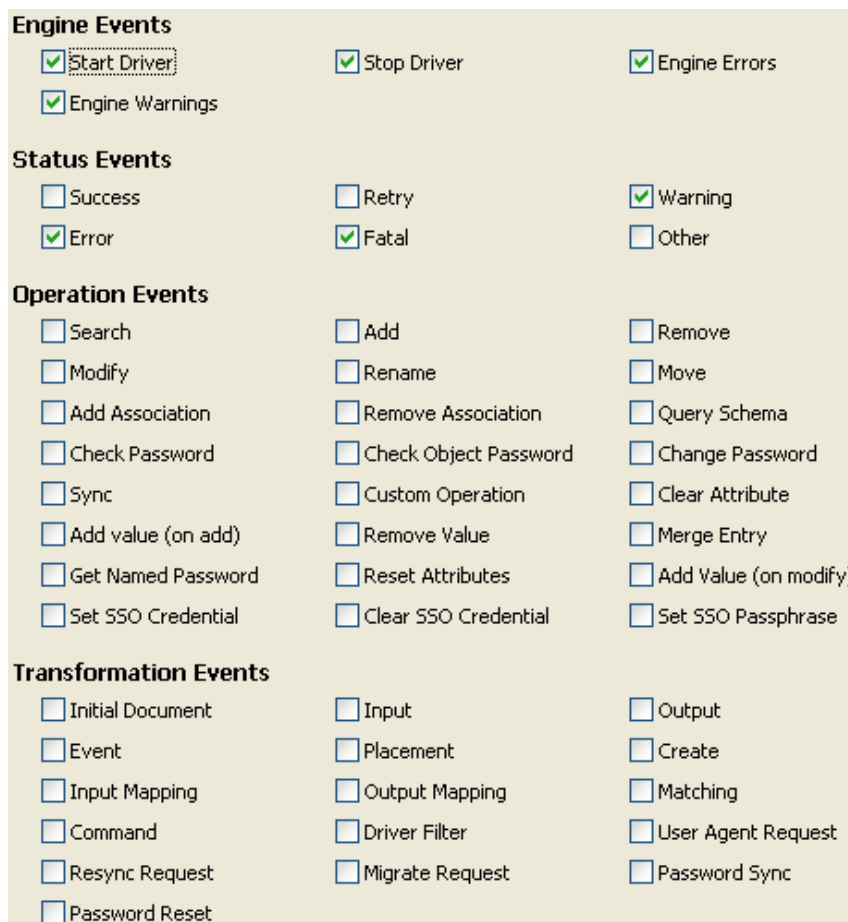 Engine Events
Start Driver Stop Driver Engine Errors
Engine Warnings
Status Events
Success Retry Warning
Error Fatal Other
Operation Events
Search Add Remove
Modify Rename Move
Add Association Remove Association Query Schema
Check Password Check Object Password Change Password
Sync Custom Operation Clear Attribute
Add value (on add) Remove Value Merge Entry
Get Named Password Reset Attributes Add Value (on modify)
Set SSO Credential Clear SSO Credential Set SSO Passphrase
Transformation Events
Initial Document Input Output
Event Placement Create
Input Mapping Output Mapping Matching
Command Driver Filter User Agent Request
Resync Request Migrate Request Password Sync
Password Reset